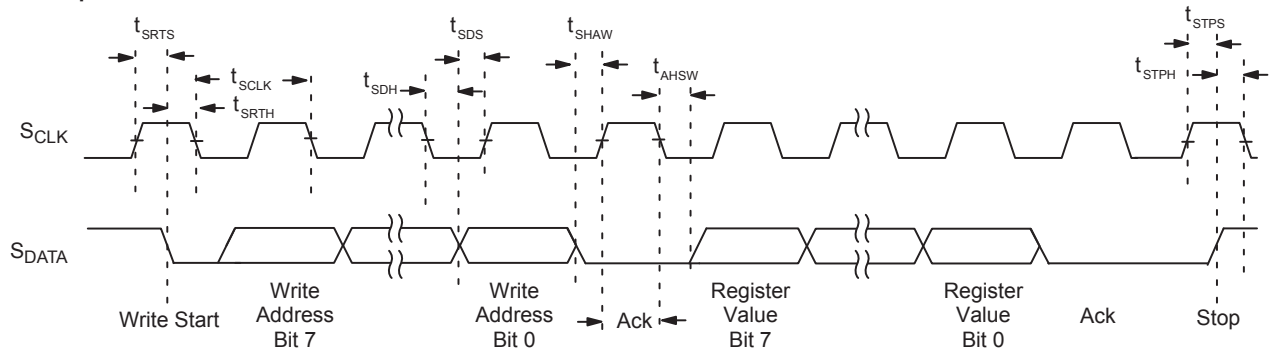 tSRTS
tSDS
tSHAW
tSTPS
tSCLK
tSDH
tAHSW
tSTPH
tSRTH
SCLK
SDATA
Write Start
Write
Address
Bit 7
Write
Address
Bit 0
Ack
Register
Value
Bit 7
Register
Value
Bit 0
Ack
Stop